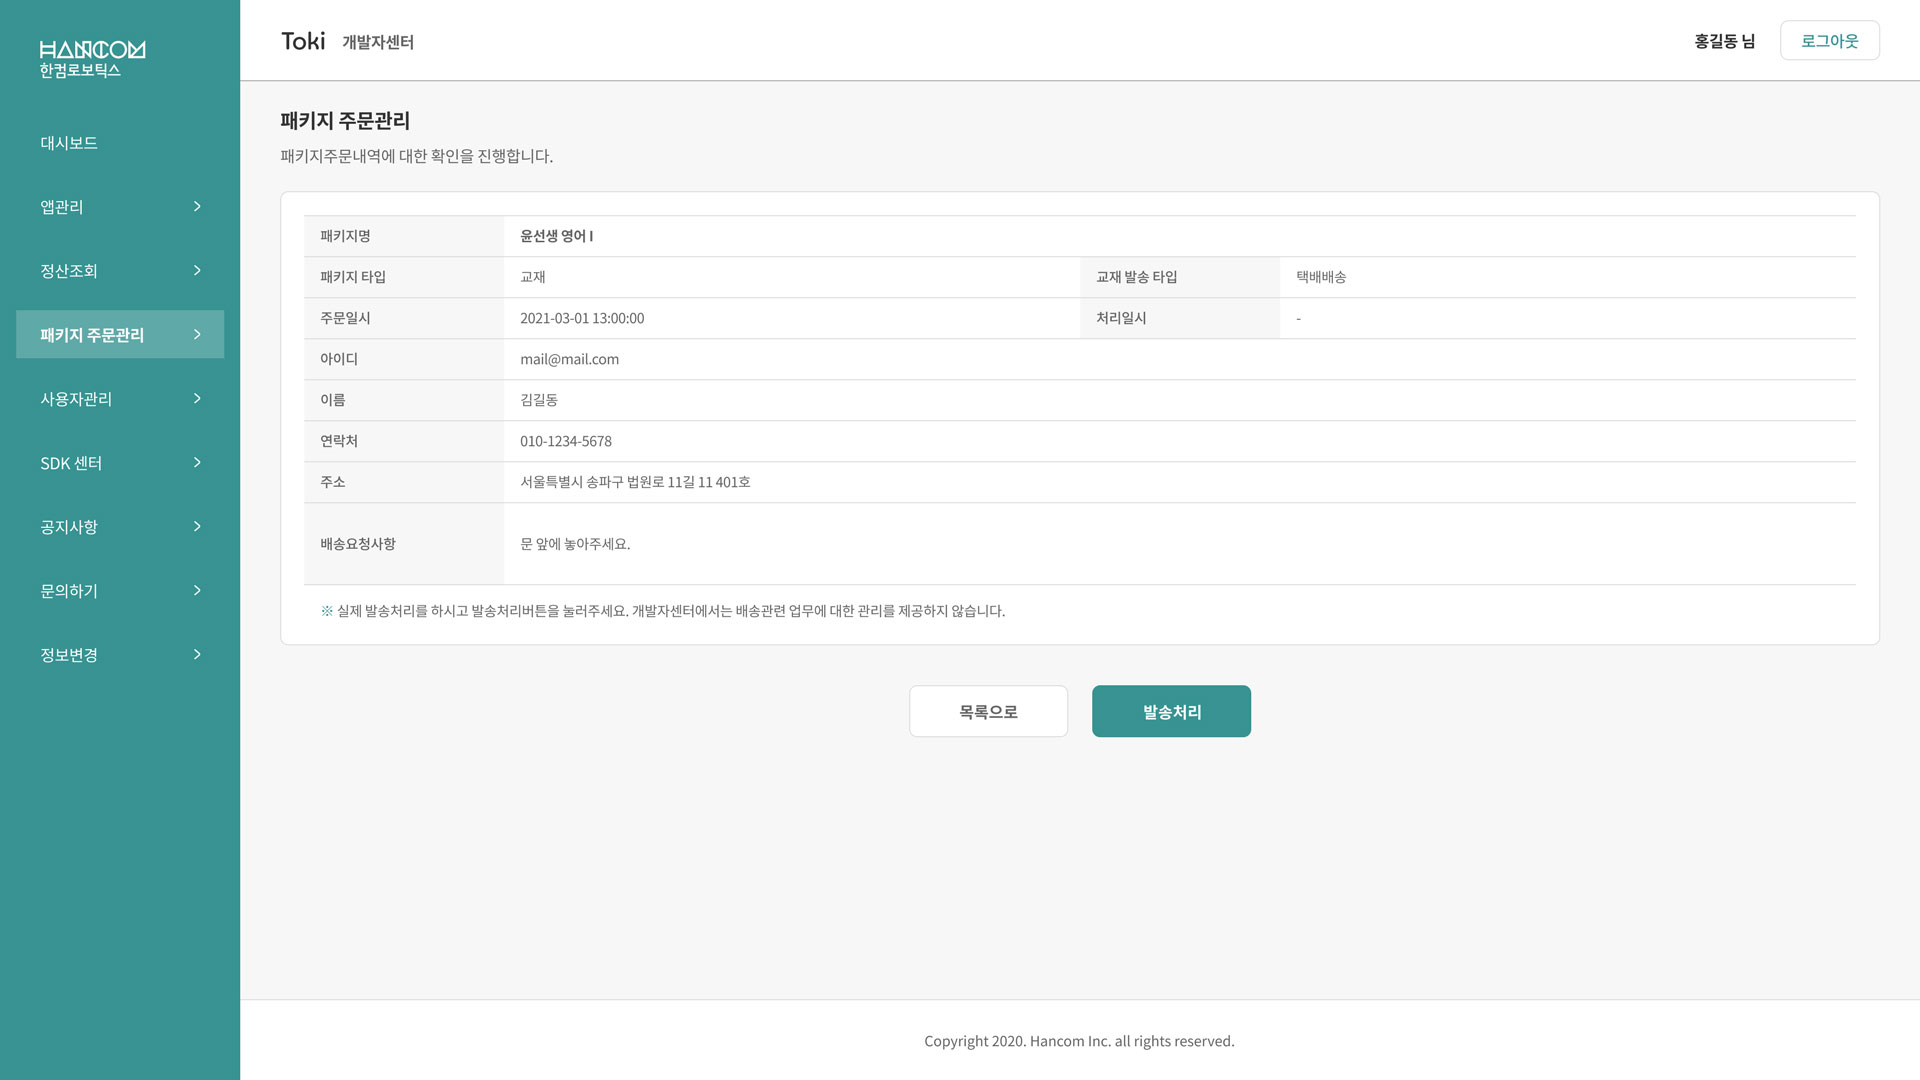 HANCOM
한컴로보틱스
대시보드
앱관리
정산조회
패키지 주문관리
사용자관리
SDK 센터
공지사항
문의하기
정보변경
Toki 개발자센터
홍길동 님
로그아웃
패키지 주문관리
패키지주문내역에 대한 확인을 진행합니다.
패키지명 윤선생 영어 I
패키지 타입 교재 교재 발송 타입 택배배송
주문일시 2021-03-01 13:00:00 처리일시 -
아이디 mail@mail.com
이름 김길동
연락처 010-1234-5678
주소 서울특별시 송파구 법원로 11길 11 401호
배송요청사항 문 앞에 놓아주세요.
※ 실제 발송처리를 하시고 발송처리버튼을 눌러주세요. 개발자센터에서는 배송관련 업무에 대한 관리를 제공하지 않습니다.
목록으로
발송처리
Copyright 2020. Hancom Inc. all rights reserved.